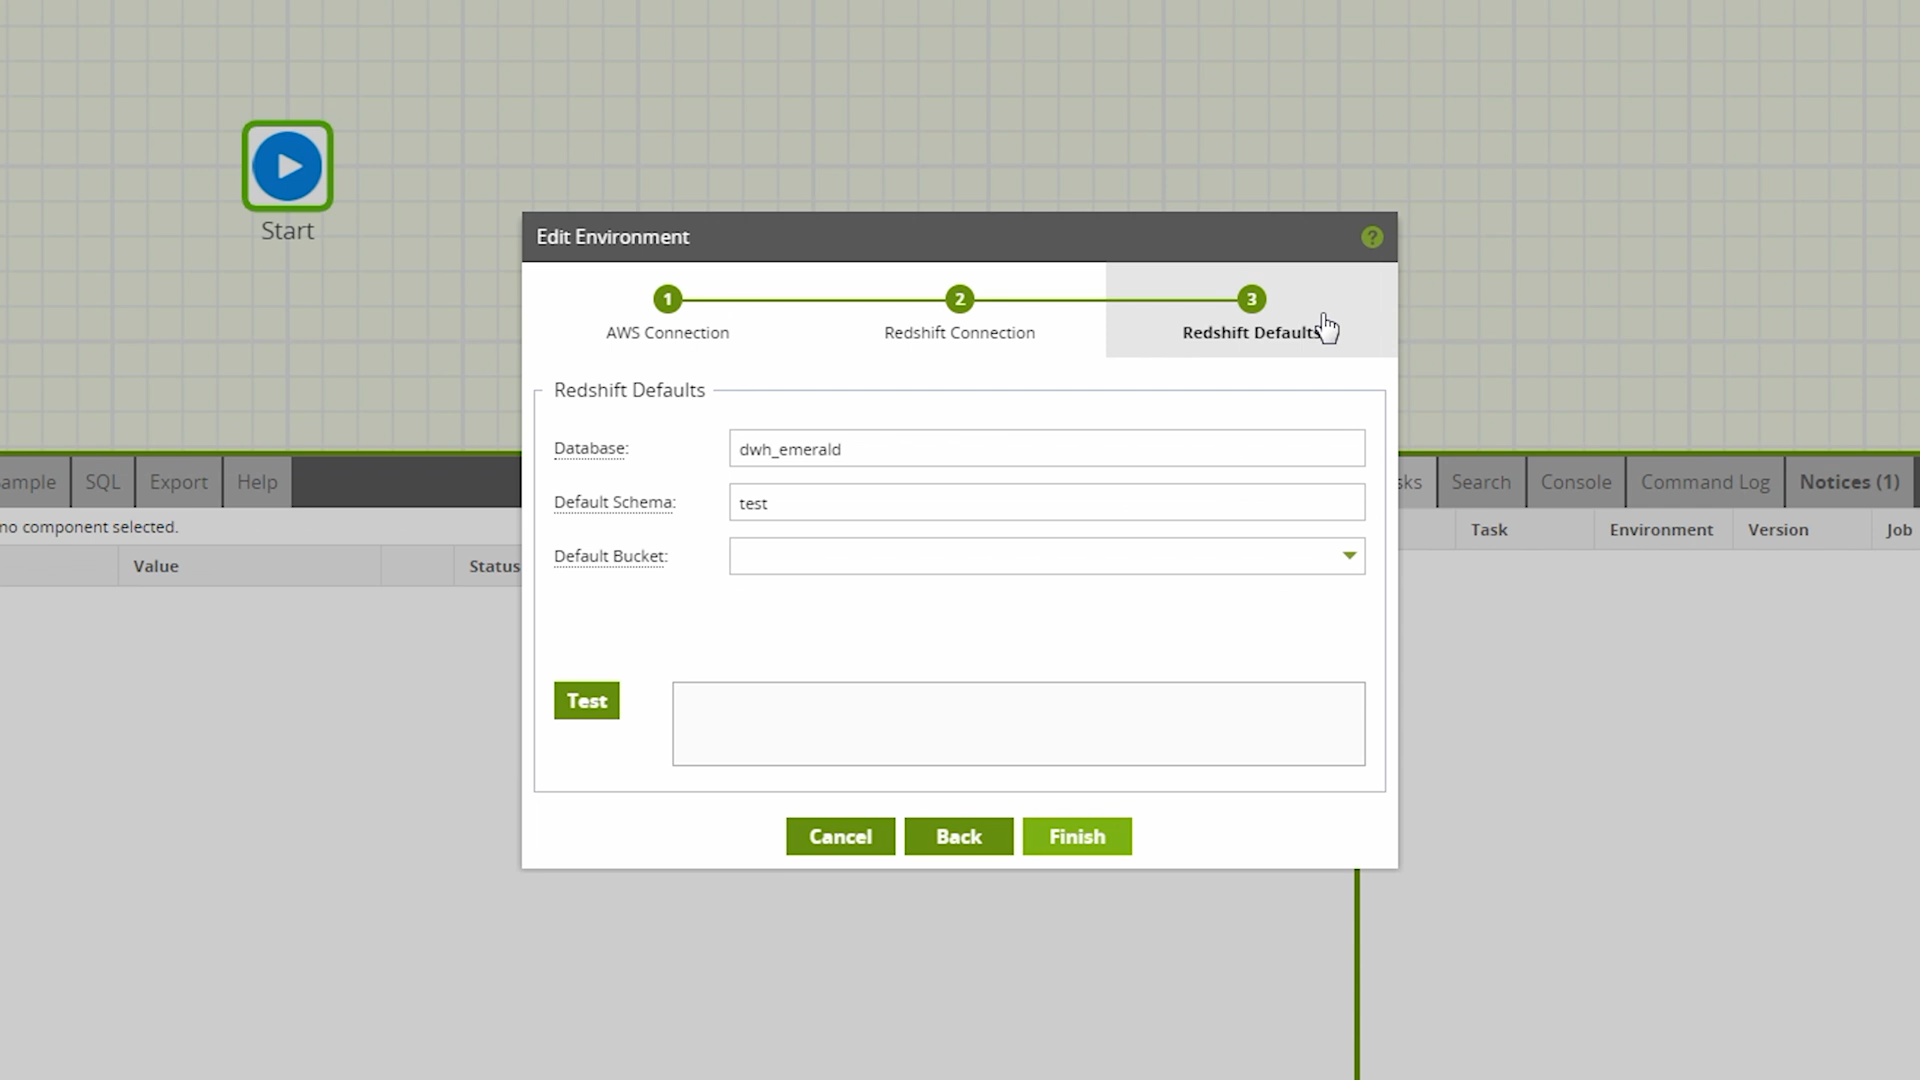 Start
Edit Environment
?
1 2 3
AWS Connection Redshift Connection Redshift Defaults
Redshift Defaults
Database: dwh_emerald
Default Schema: test
Default Bucket:
Test
Cancel Back Finish
ample SQL Export Help
no component selected.
Value Status
sks Search Console Command Log Notices (1)
Task Environment Version Job